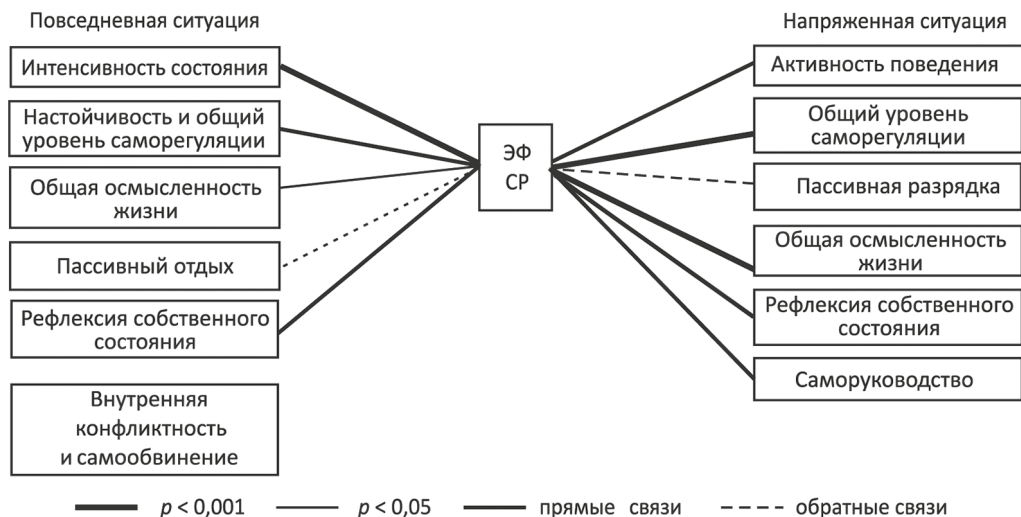 Повседневная ситуация
Интенсивность состояния
Настойчивость и общий
уровень саморегуляции
Общая осмысленность
жизни
Пассивный отдых
Рефлексия собственного
состояния
Внутренняя
конфликтность
и самообвинение
ЭФ
СР
Напряженная ситуация
Активность поведения
Общий уровень
саморегуляции
Пассивная разрядка
Общая осмысленность
жизни
Рефлексия собственного
состояния
Саморуководство
p < 0,001 p < 0,05 прямые связи обратные связи